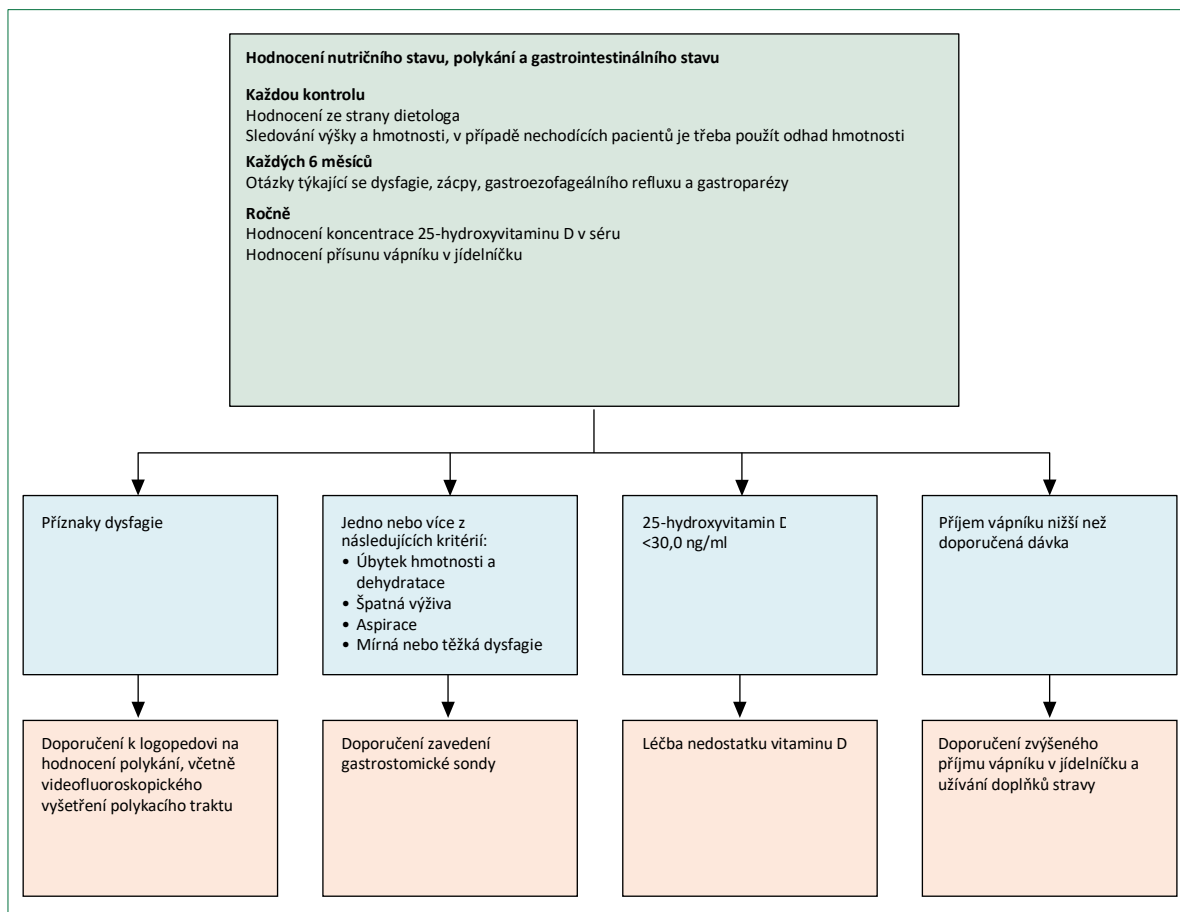 Hodnocení nutričního stavu, polykání a gastrointestinálního stavu
Každou kontrolu
Hodnocení ze strany dietologa
Sledování výšky a hmotnosti, v případě nechodících pacientů je třeba použít odhad hmotnosti
Každých 6 měsíců
Otázky týkající se dysfagie, zácpy, gastroezofageálního refluxu a gastroparézy
Ročně
Hodnocení koncentrace 25-hydroxyvitaminu D v séru
Hodnocení přísunu vápníku v jídelníčku
Příznaky dysfagie
Jedno nebo více z
následujících kritérií:
• Úbytek hmotnosti a
dehydratace
• Špatná výživa
• Aspirace
• Mírná nebo těžká dysfagie
25-hydroxyvitamin D
<30,0 ng/ml
Příjem vápníku nižší než
doporučená dávka
Doporučení k logopedovi na
hodnocení polykání, včetně
videofluoroskopického
vyšetření polykacího traktu
Doporučení zavedení
gastrostomické sondy
Léčba nedostatku vitaminu D
Doporučení zvýšeného
příjmu vápníku v jídelníčku a
užívání doplňků stravy